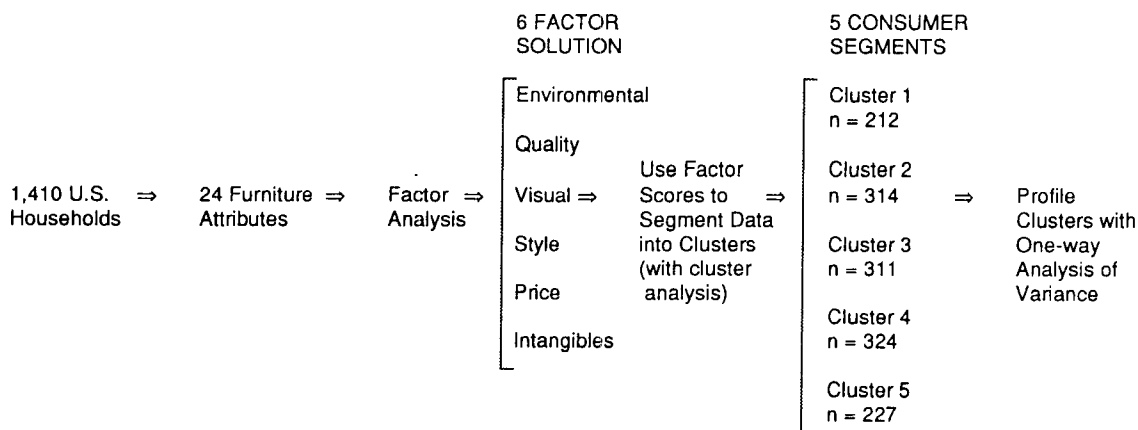 6 FACTOR
SOLUTION
5 CONSUMER
SEGMENTS
1,410 U.S. ⇒
Households
24 Furniture ⇒
Attributes
Factor ⇒
Analysis
Environmental
Quality
Visual ⇒
Style
Price
Intangibles
Use Factor
Scores to ⇒
Segment Data
into Clusters
(with cluster
analysis)
Cluster 1
n = 212
Cluster 2
n = 314 ⇒
Cluster 3
n = 311
Cluster 4
n = 324
Cluster 5
n = 227
Profile
Clusters with
One-way
Analysis of
Variance